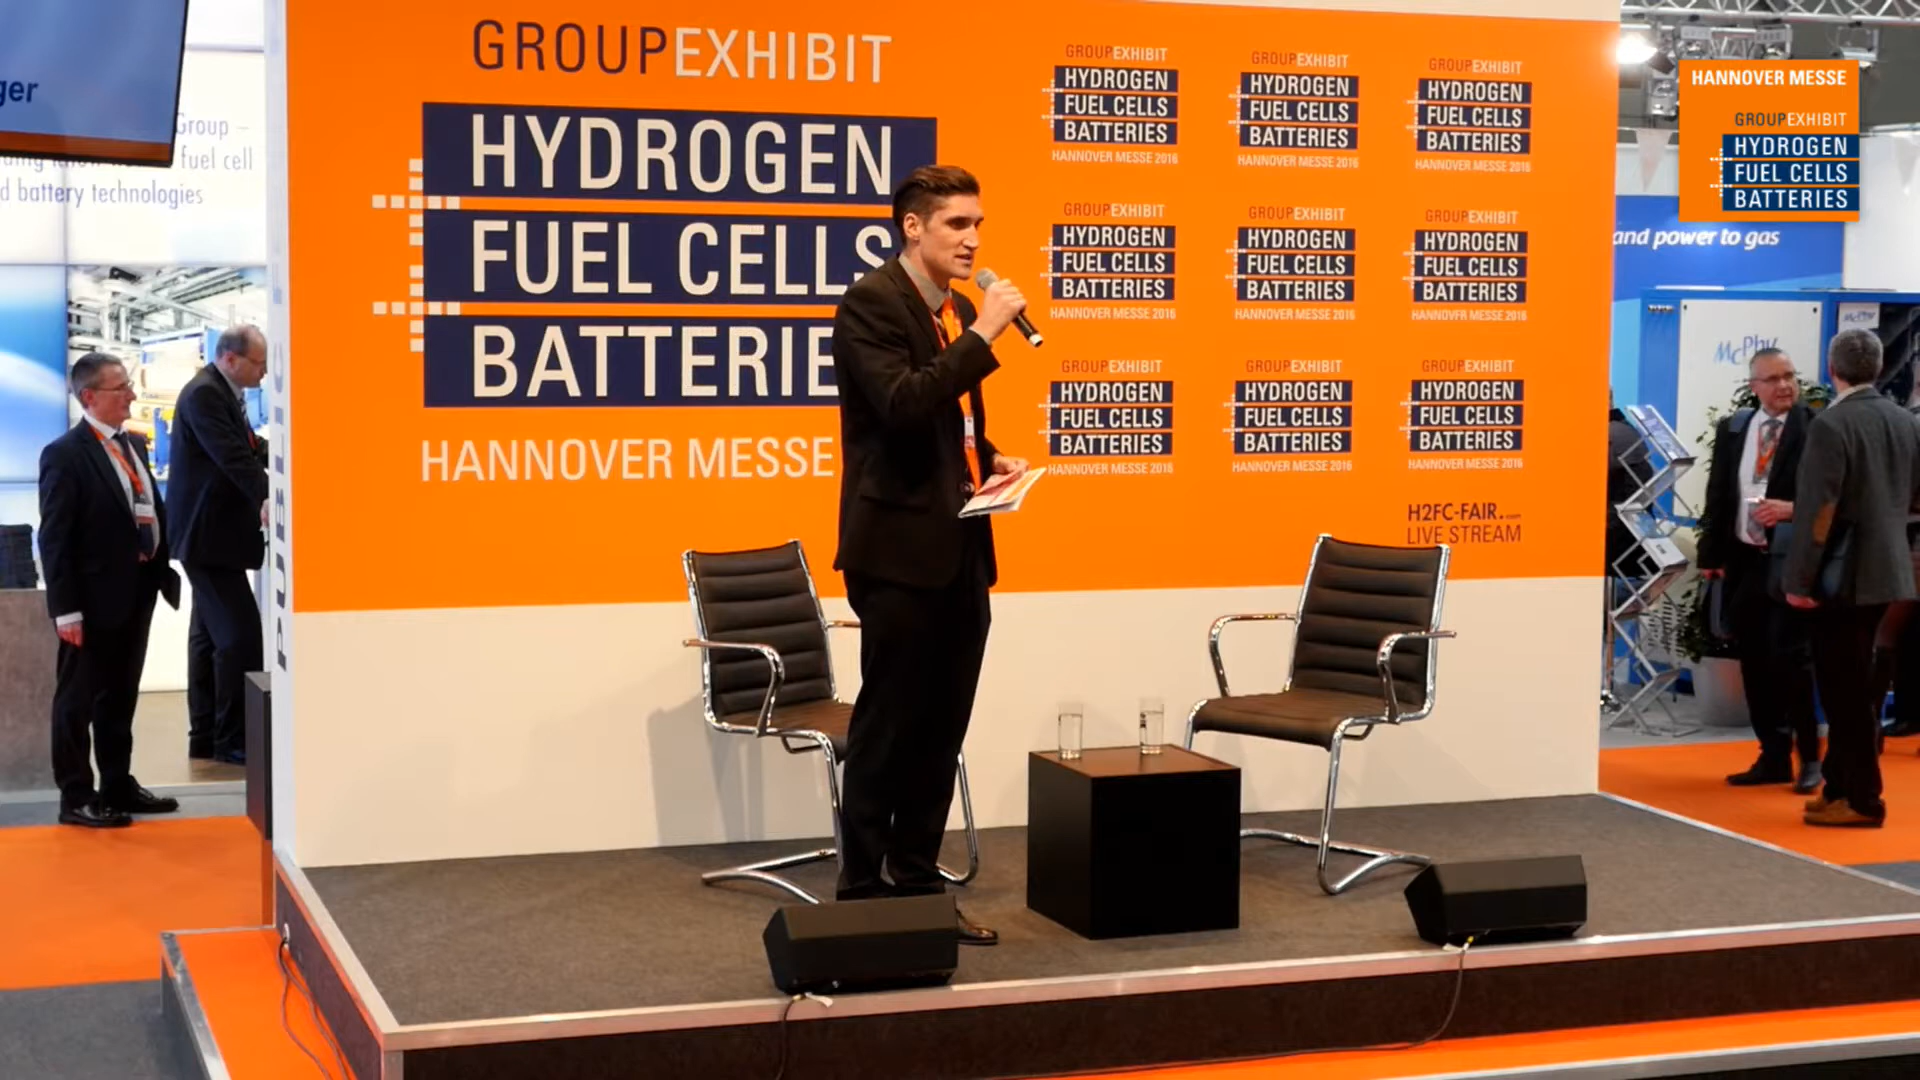 ger
Group –
fuel cell
d battery technologies
PUBLIC
GROUPEXHIBIT
HYDROGEN
FUEL CELLS
BATTERIE
HANNOVER MESSE
GROUPEXHIBIT
HYDROGEN
FUEL CELLS
BATTERIES
HANNOVER MESSE 2016
GROUPEXHIBIT
HYDROGEN
FUEL CELLS
BATTERIES
HANNOVER MESSE 2016
GROUPEXHIBIT
HYDROGEN
FUEL CELLS
BATTERIES
HANNOVER MESSE 2016
GROUPEXHIBIT
HYDROGEN
FUEL CELLS
BATTERIES
HANNOVER MESSE 2016
GROUPEXHIBIT
HYDROGEN
FUEL CELLS
BATTERIES
HANNOVER MESSE 2016
GROUPEXHIBIT
HYDROGEN
FUEL CELLS
BATTERIES
HANNOVER MESSE 2016
GROUPEXHIBIT
HYDROGEN
FUEL CELLS
BATTERIES
HANNOVER MESSE 2016
GROUPEXHIBIT
HYDROGEN
FUEL CELLS
BATTERIES
HANNOVER MESSE 2016
GROUPEXHIBIT
HYDROGEN
FUEL CELLS
BATTERIES
HANNOVER MESSE 2016
H2FC-FAIR.com
LIVE STREAM
HANNOVER MESSE
GROUPEXHIBIT
HYDROGEN
FUEL CELLS
BATTERIES
and power to gas
McPhy
McPhy